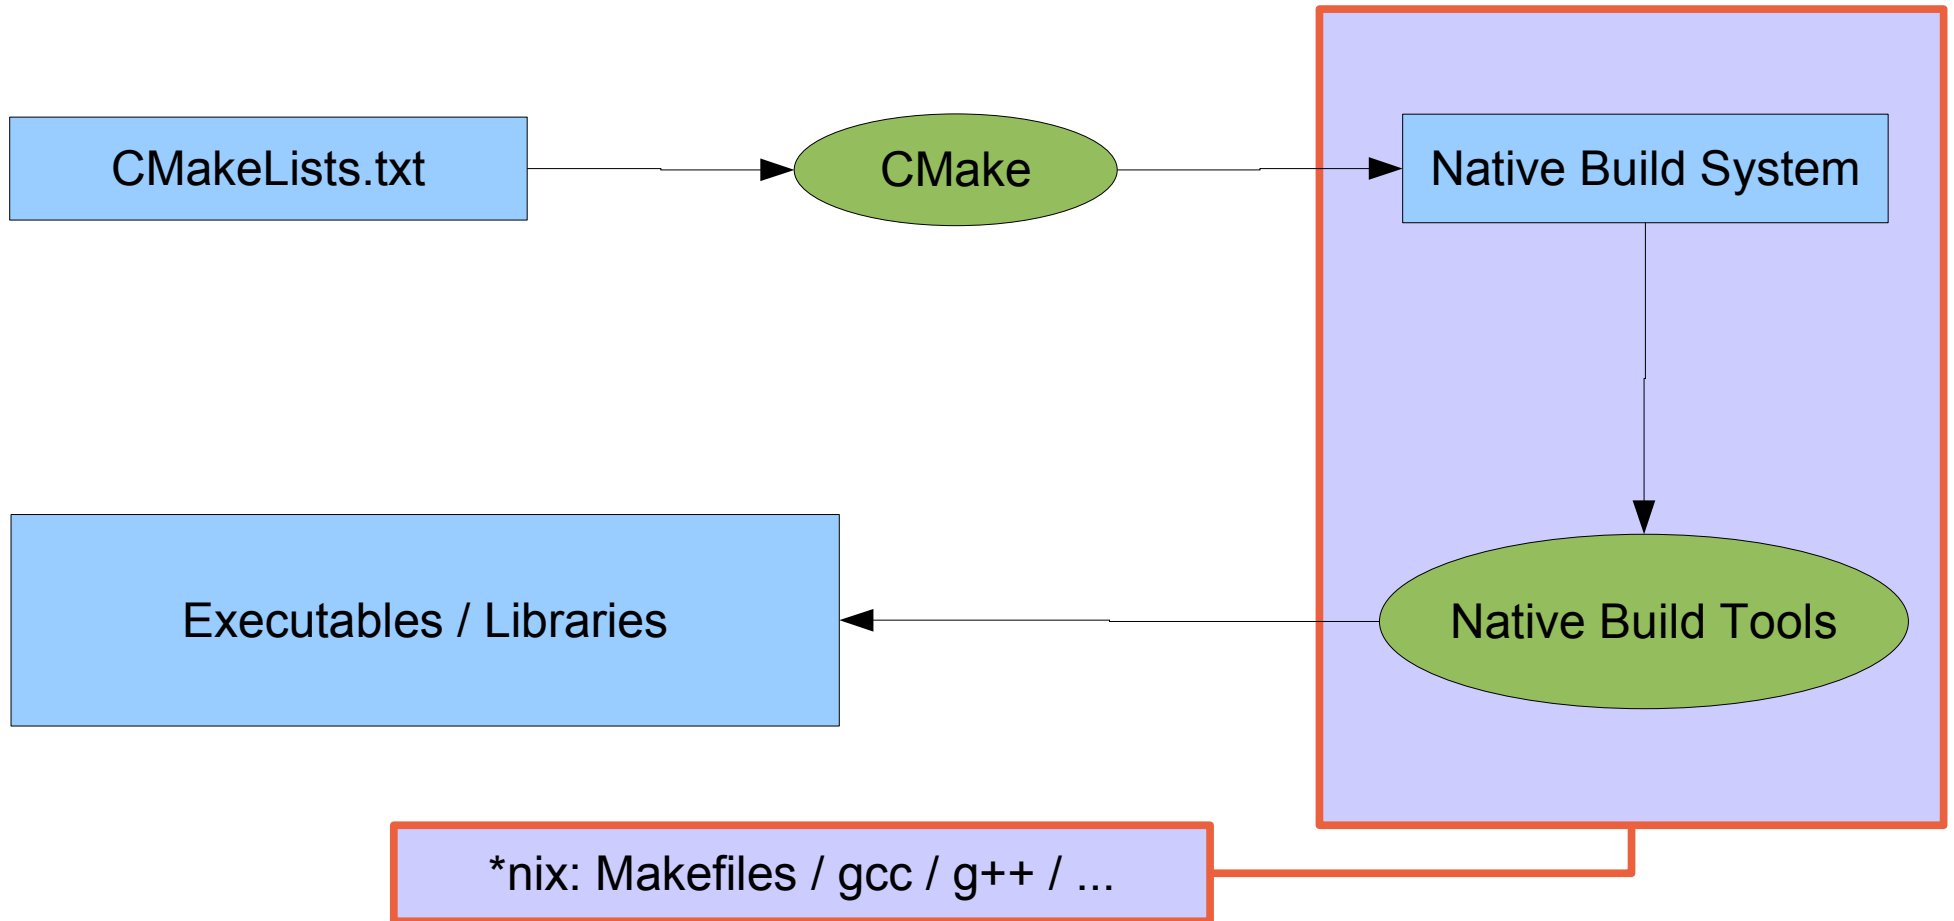 CMakeLists.txt
CMake
Native Build System
Executables / Libraries
Native Build Tools
*nix: Makefiles / gcc / g++ / ...